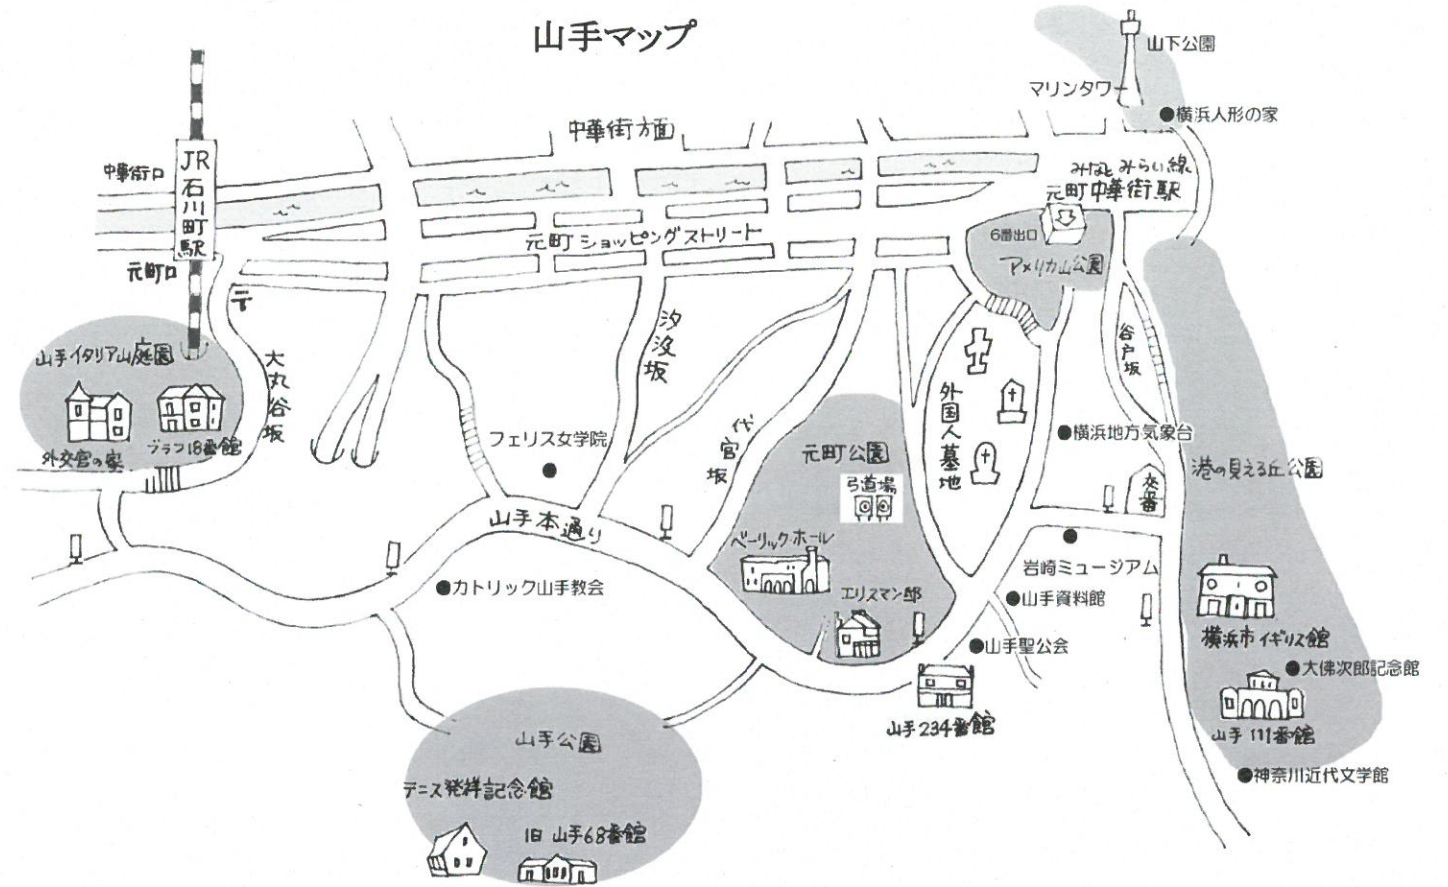 山手マップ
山下公園
マリンタワー
横浜人形の家
中華街方面
中華街口
JR石川町駅
元町口
みなとみらい線
元町中華街駅
6番出口
アメリカ山公園
元町ショッピングストリート
〒
山手イタリア山庭園
外交官の家
ブラフ18番館
大丸谷坂
汐汲坂
代官坂
谷戸坂
フェリス女学院
元町公園
弓道場
外国人墓地
横浜地方気象台
交番
港の見える丘公園
山手本通り
ベーリック・ホール
エリスマン邸
カトリック山手教会
岩崎ミュージアム
山手資料館
山手聖公会
山手234番館
横浜市イギリス館
大佛次郎記念館
山手111番館
神奈川近代文学館
山手公園
テニス発祥記念館
旧山手68番館